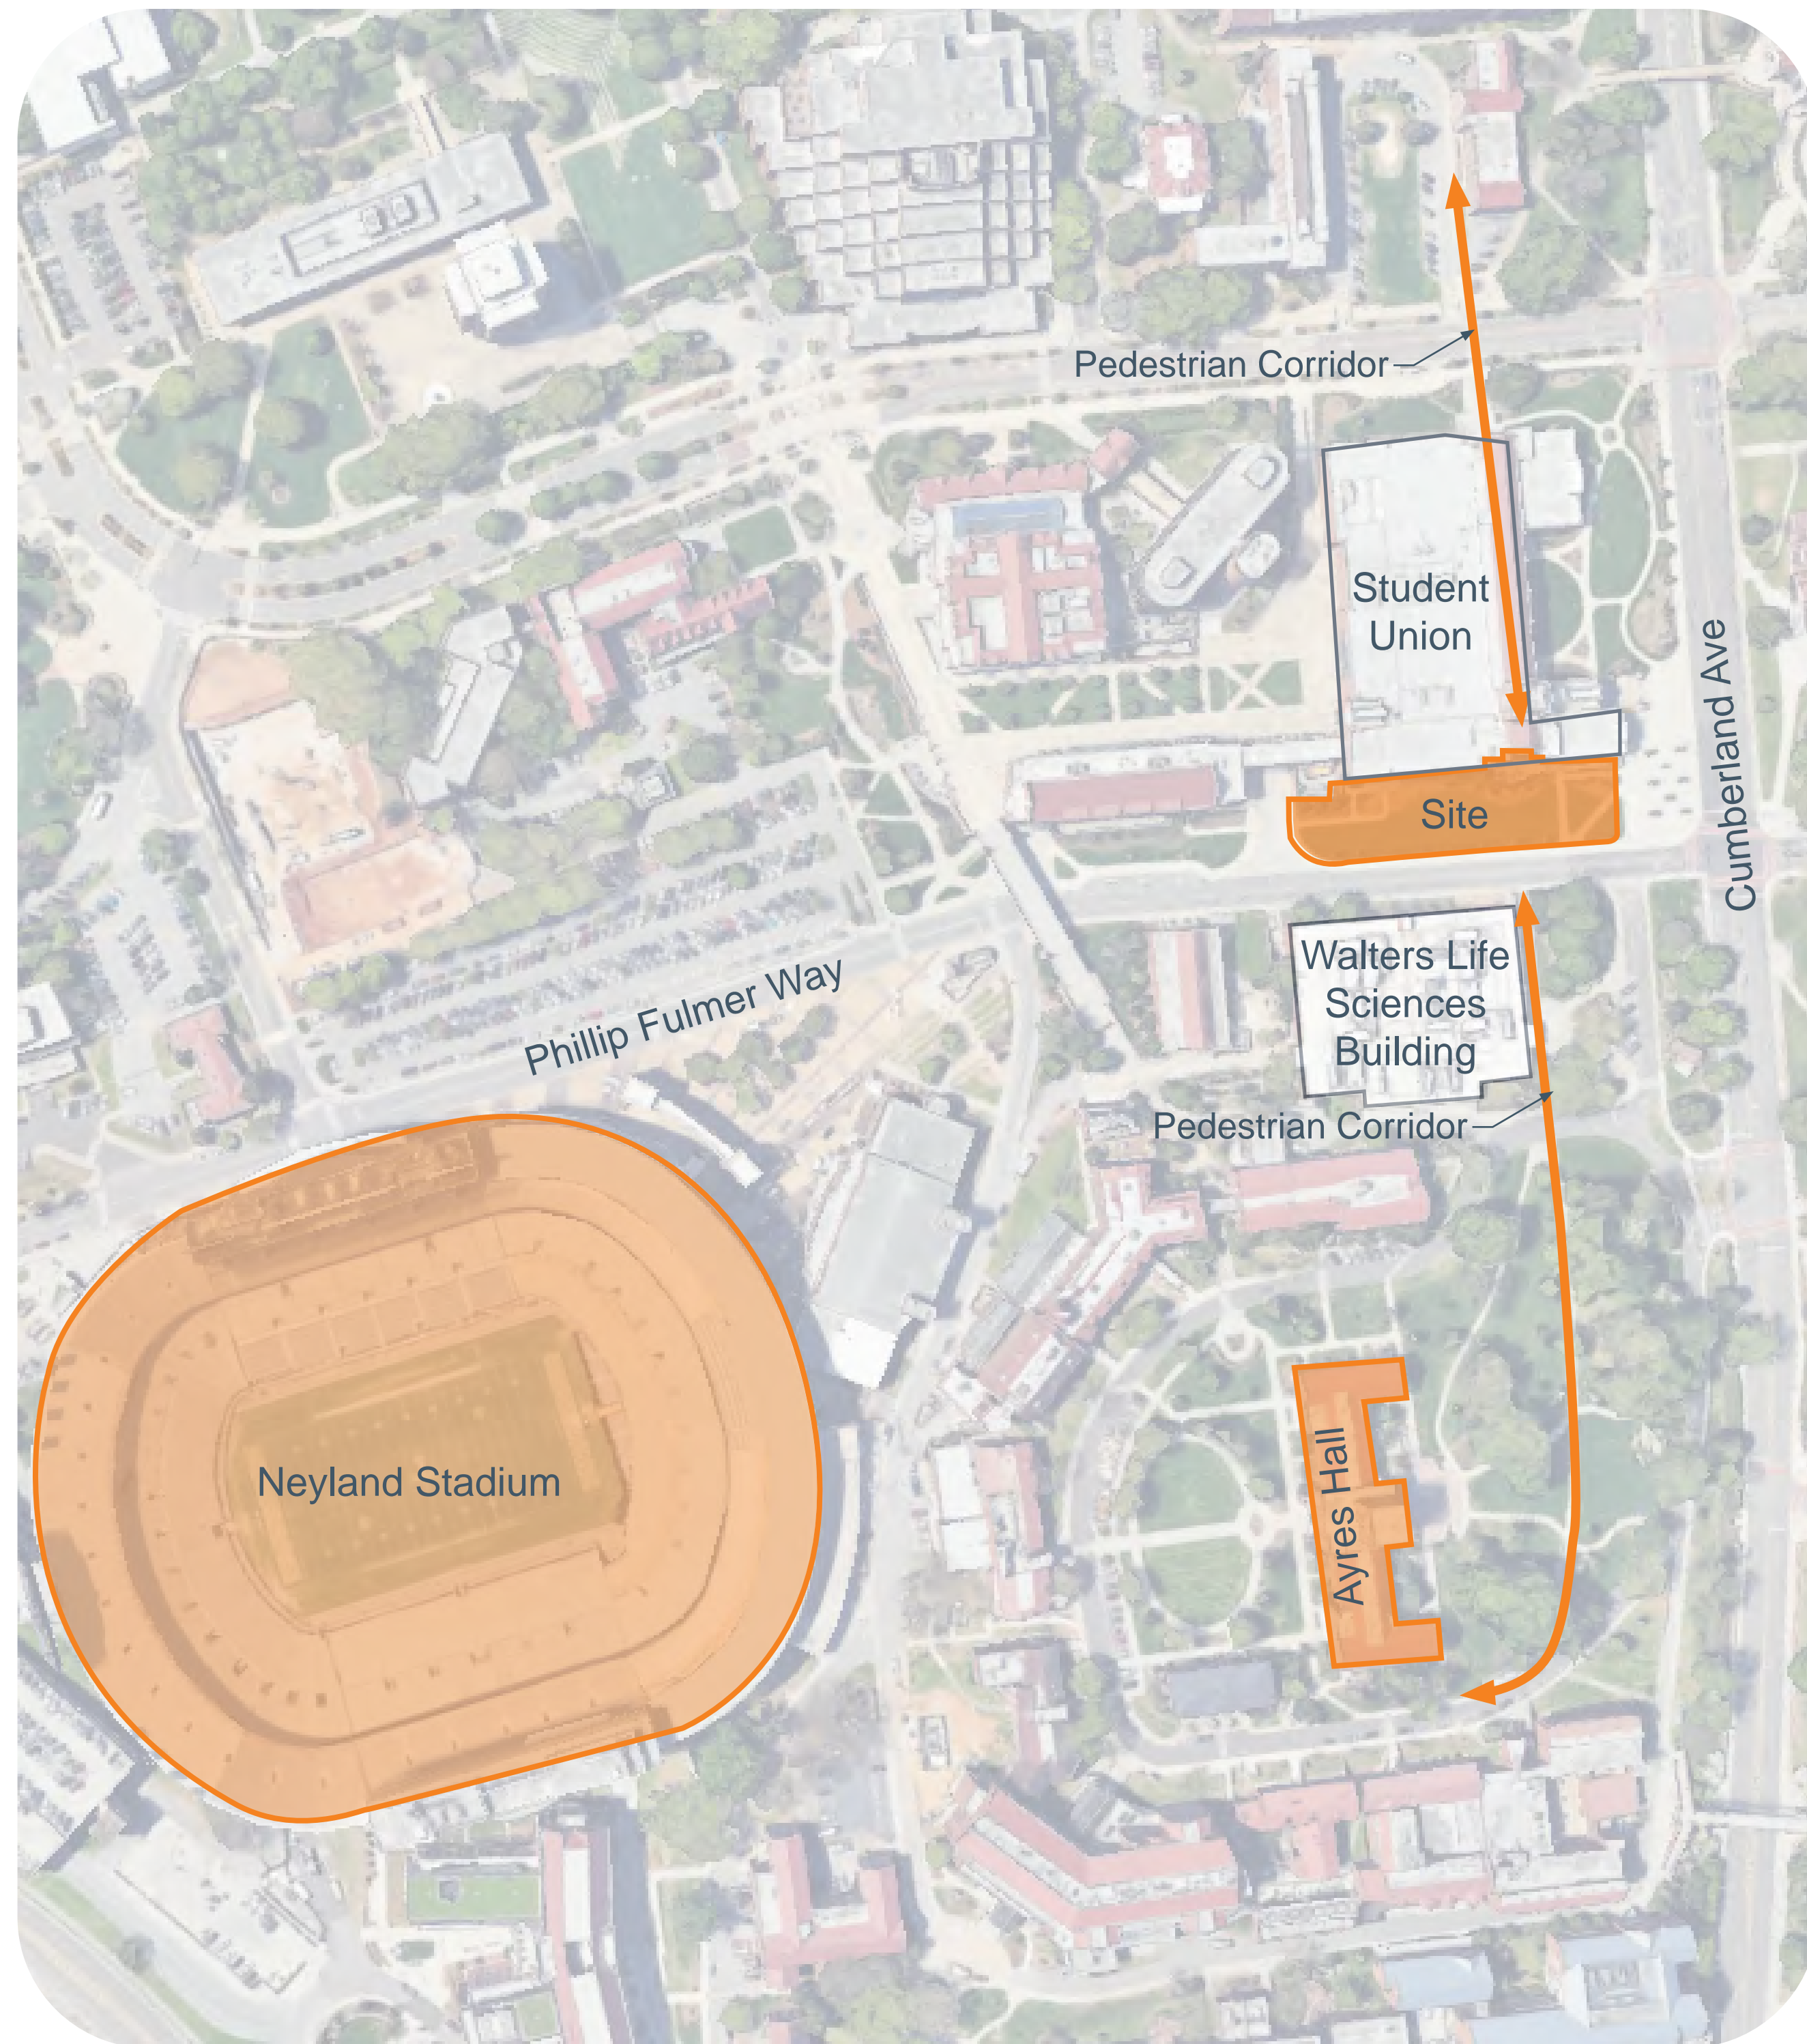 Pedestrian Corridor
Student
Union
Cumberland Ave
Site
Walters Life
Sciences
Building
Phillip Fulmer Way
Pedestrian Corridor
Neyland Stadium
Ayres Hall